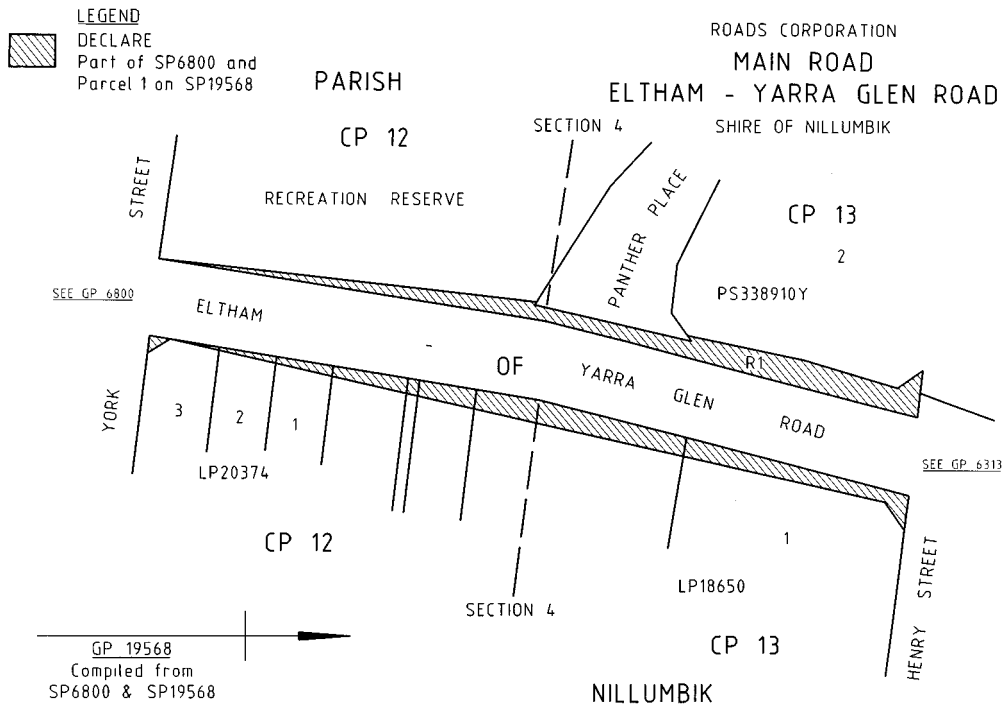 LEGEND
DECLARE
Part of SP6800 and
Parcel 1 on SP19568
ROADS CORPORATION
MAIN ROAD
ELTHAM - YARRA GLEN ROAD
SHIRE OF NILLUMBIK
PARISH
CP 12
SECTION 4
RECREATION RESERVE
STREET
PANTHER PLACE
CP 13
2
PS338910Y
SEE GP 6800
ELTHAM
-
OF
YARRA
GLEN
ROAD
R1
SEE GP 6313
YORK
3
2
1
LP20374
CP 12
1
LP18650
SECTION 4
CP 13
HENRY STREET
GP 19568
Compiled from
SP6800 & SP19568
NILLUMBIK